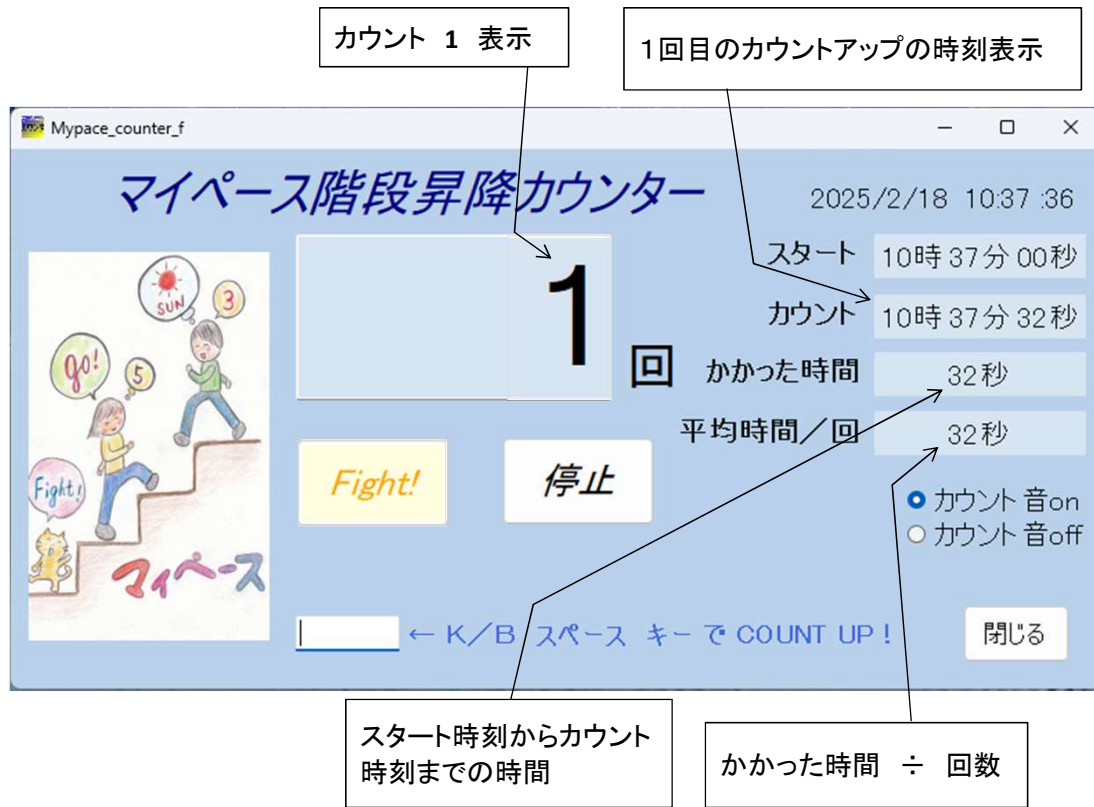 カウント 1 表示
1回目のカウントアップの時刻表示
Mypace_counter_f
マイペース階段昇降カウンター
2025/2/18 10:37 :36
スタート 10時37分00秒
カウント 10時37分32秒
1 回
かかった時間 32秒
平均時間／回 32秒
SUN
3
go!
5
Fight!
マイペース
Fight!
停止
カウント音on
カウント音off
← K／B スペース キーで COUNT UP！
閉じる
スタート時刻からカウント
時刻までの時間
かかった時間 ÷ 回数